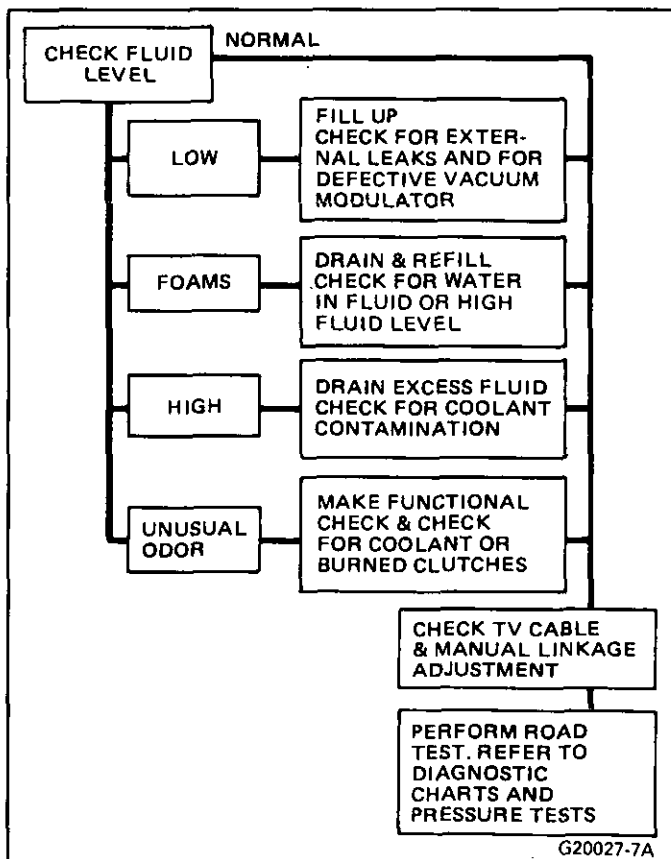 CHECK FLUID
LEVEL
NORMAL
LOW
FILL UP
CHECK FOR EXTER-
NAL LEAKS AND FOR
DEFECTIVE VACUUM
MODULATOR
FOAMS
DRAIN & REFILL
CHECK FOR WATER
IN FLUID OR HIGH
FLUID LEVEL
HIGH
DRAIN EXCESS FLUID
CHECK FOR COOLANT
CONTAMINATION
UNUSUAL
ODOR
MAKE FUNCTIONAL
CHECK & CHECK
FOR COOLANT OR
BURNED CLUTCHES
CHECK TV CABLE
& MANUAL LINKAGE
ADJUSTMENT
PERFORM ROAD
TEST. REFER TO
DIAGNOSTIC
CHARTS AND
PRESSURE TESTS
G20027-7A